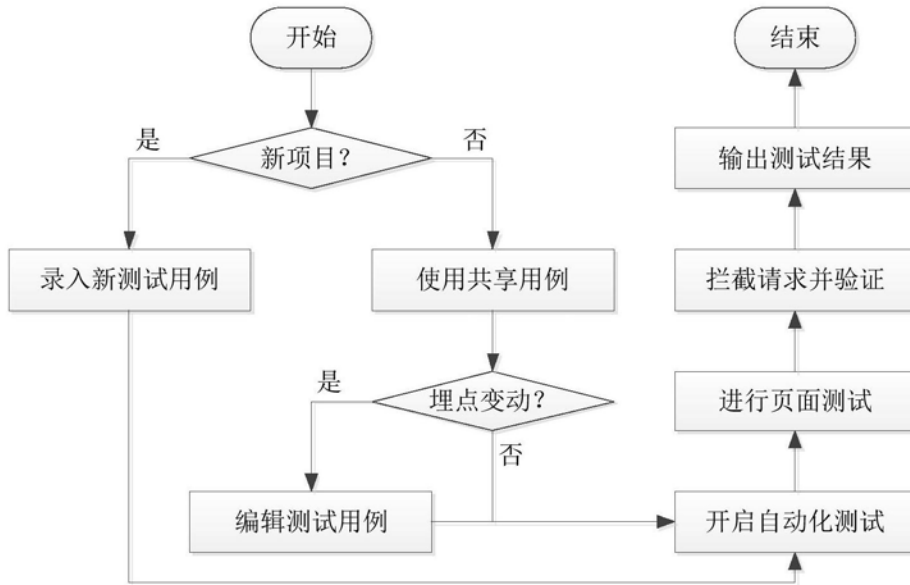 开始
结束
是
否
新项目？
输出测试结果
录入新测试用例
使用共享用例
拦截请求并验证
是
埋点变动？
进行页面测试
否
编辑测试用例
开启自动化测试